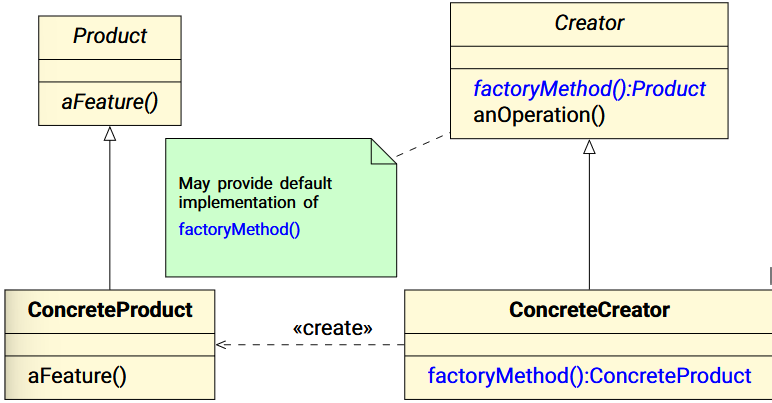 Product
aFeature()
Creator
factoryMethod():Product
anOperation()
May provide default
implementation of
factoryMethod()
ConcreteProduct
aFeature()
«create»
ConcreteCreator
factoryMethod():ConcreteProduct